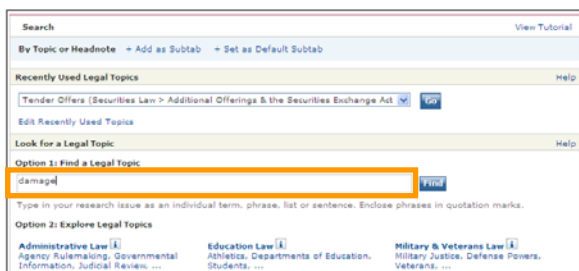 Search View Tutorial
By Topic or Headnote + Add as Subtab + Set as Default Subtab
Recently Used Legal Topics Help
Tender Offers (Securities Law > Additional Offerings & the Securities Exchange Act Go
Edit Recently Used Topics
Look for a Legal Topic Help
Option 1: Find a Legal Topic
damage Find
Type in your research issue as an individual term, phrase, list or sentence. Enclose phrases in quotation marks.
Option 2: Explore Legal Topics
Administrative Law i Education Law i Military & Veterans Law i
Agency Rulemaking, Governmental Athletics, Departments of Education, Military Justice, Defense Powers,
Information, Judicial Review, ... Students, ... Veterans, ...